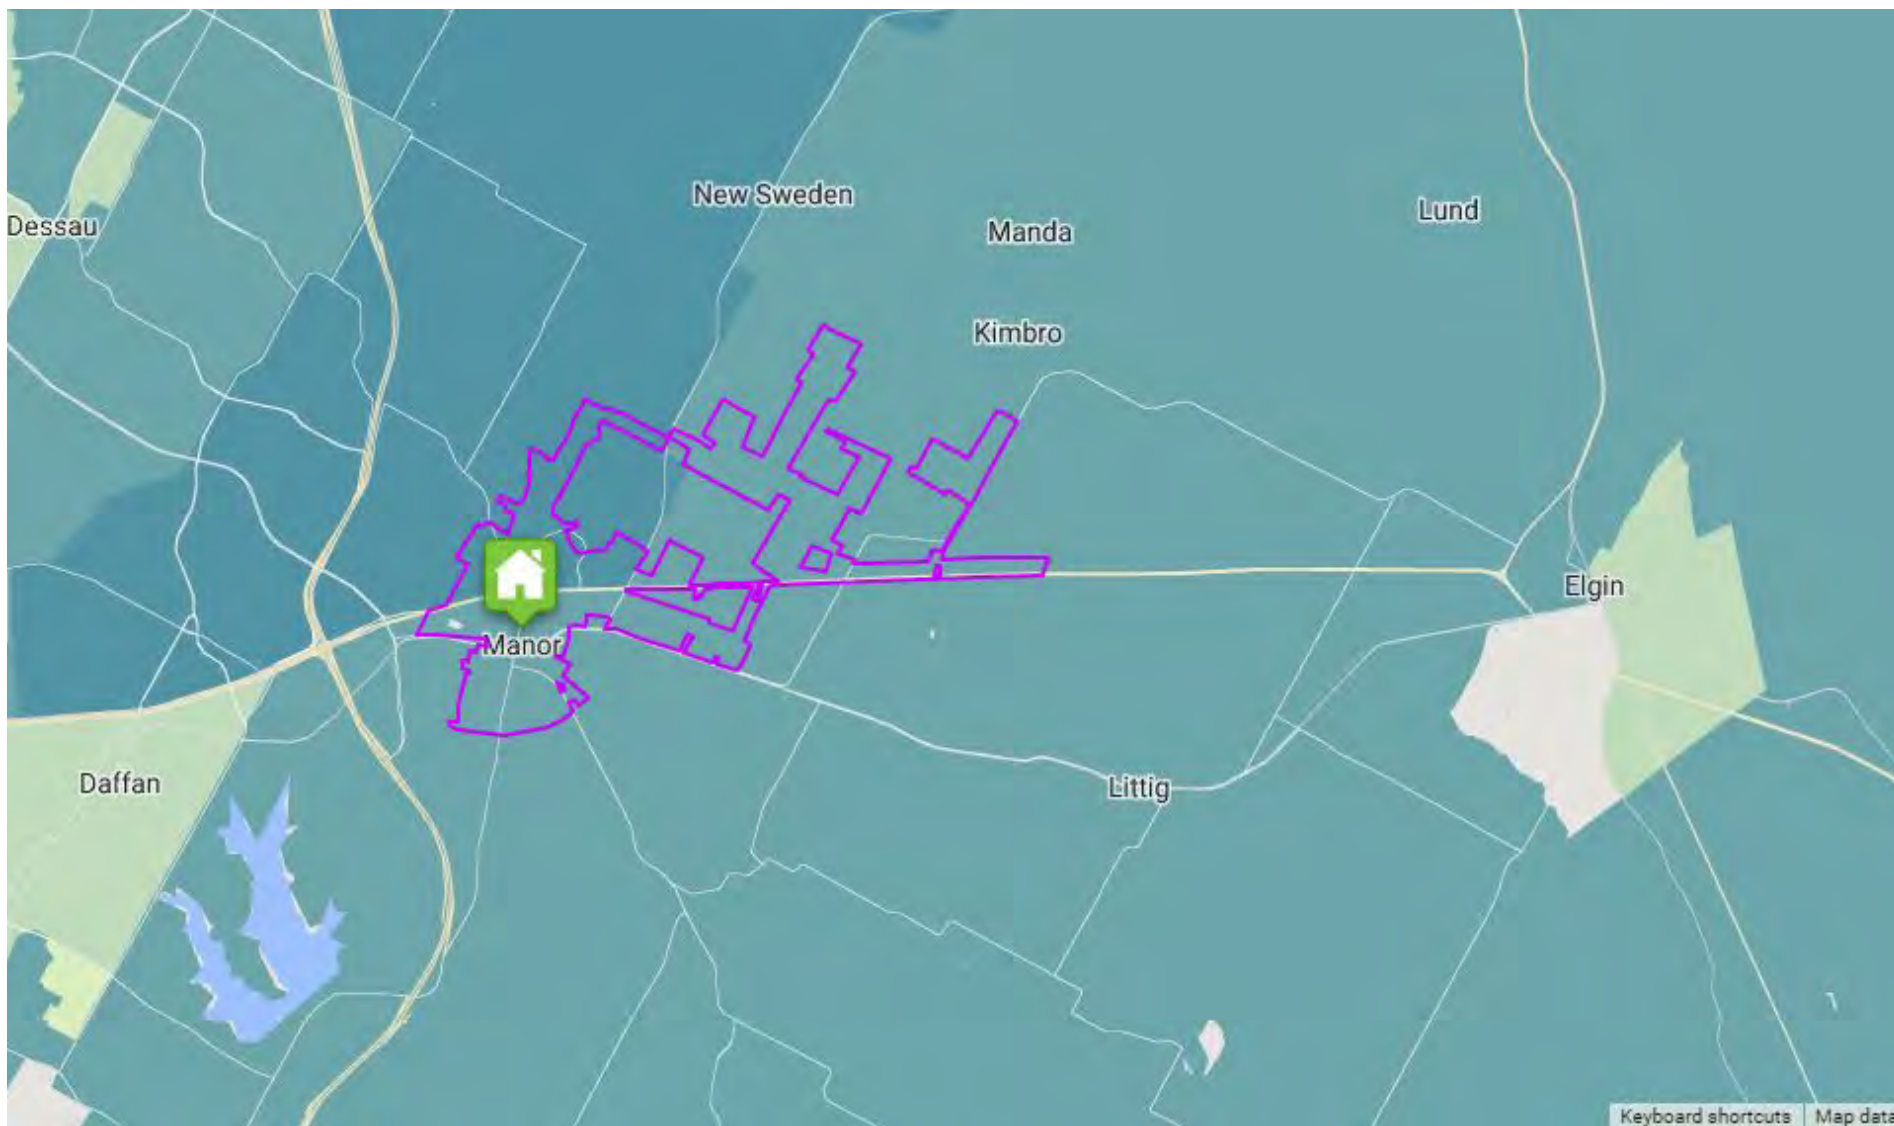 New Sweden
Lund
Dessau
Manda
Kimbro
Elgin
Manor
Daffan
Littig
Keyboard shortcuts
Map data